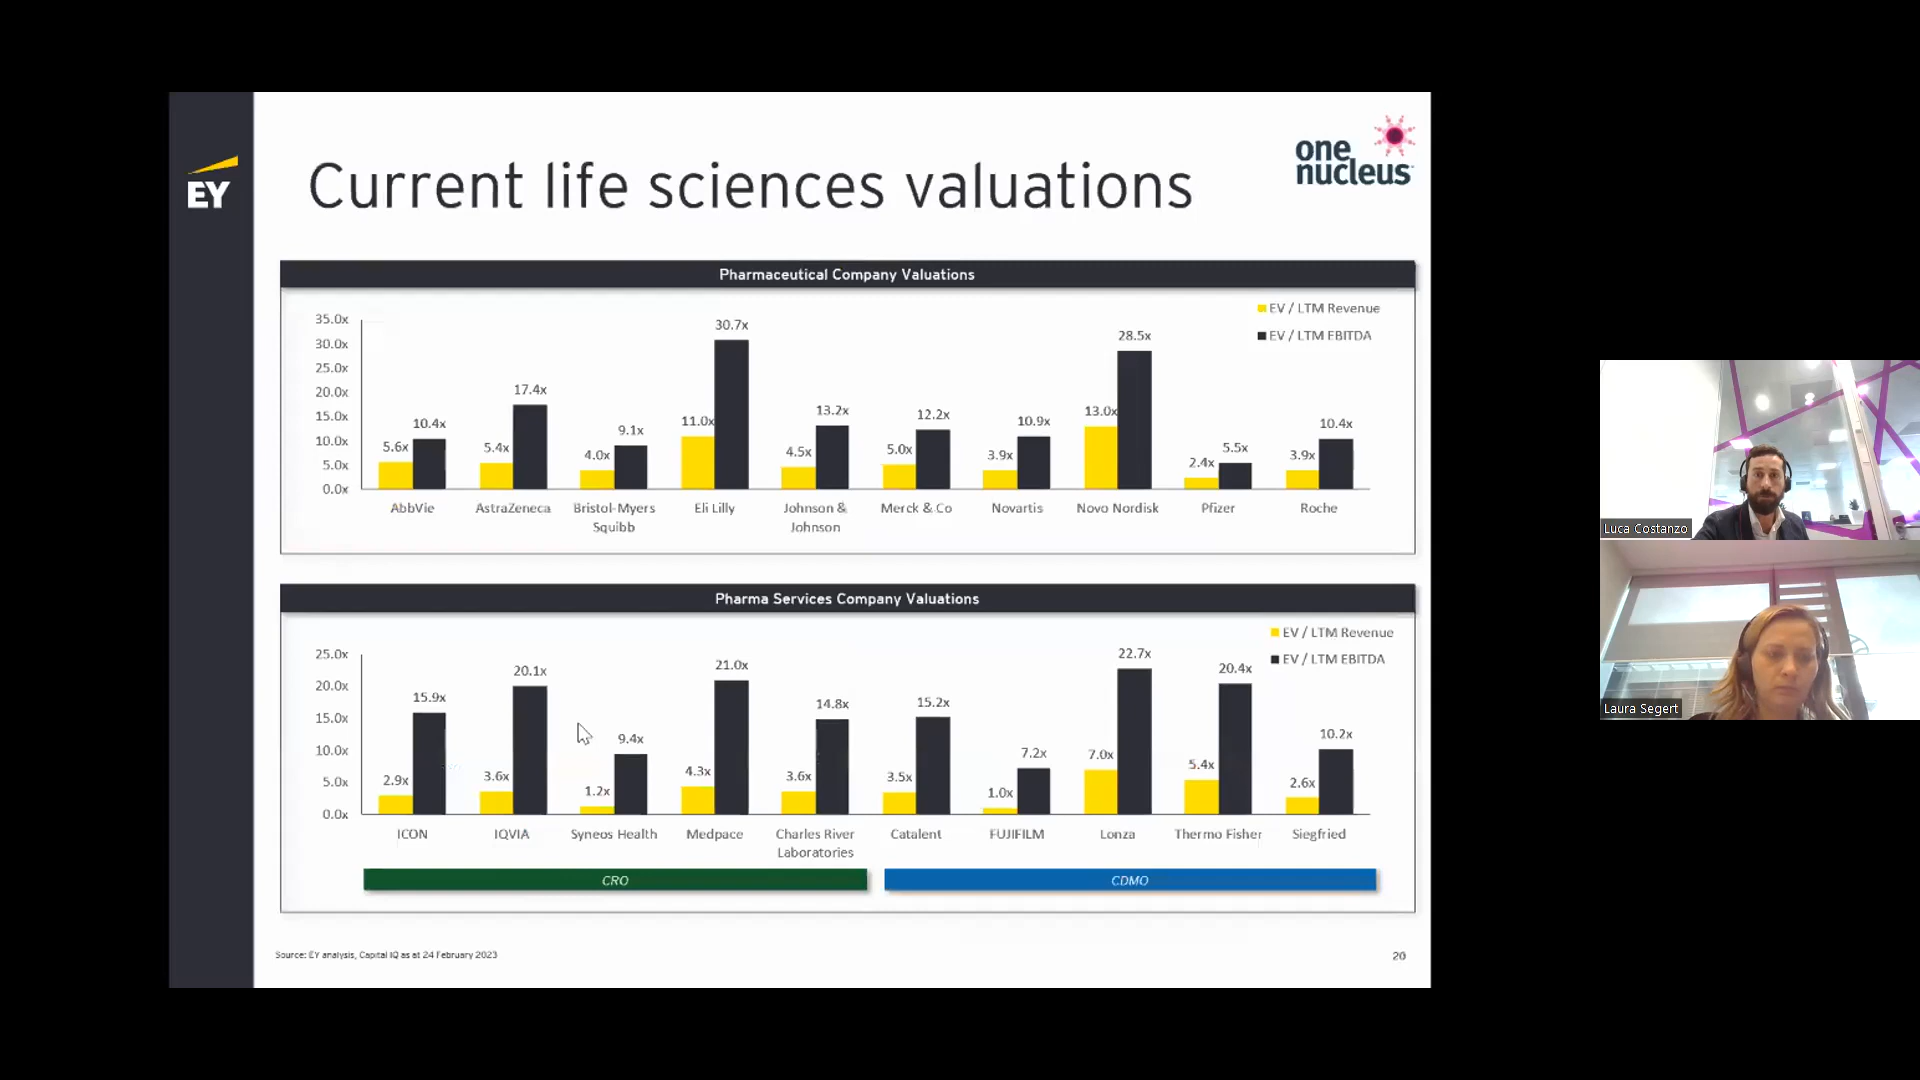 EY
Current life sciences valuations
one
nucleus
Pharmaceutical Company Valuations
EV / LTM Revenue
EV / LTM EBITDA
35.0x
30.0x
25.0x
20.0x
15.0x
10.0x
5.0x
0.0x
5.6x
10.4x
5.4x
17.4x
4.0x
9.1x
11.0x
30.7x
4.5x
13.2x
5.0x
12.2x
3.9x
10.9x
13.0x
28.5x
2.4x
5.5x
3.9x
10.4x
AbbVie
AstraZeneca
Bristol-Myers
Squibb
Eli Lilly
Johnson &
Johnson
Merck & Co
Novartis
Novo Nordisk
Pfizer
Roche
Pharma Services Company Valuations
EV / LTM Revenue
EV / LTM EBITDA
25.0x
20.0x
15.0x
10.0x
5.0x
0.0x
2.9x
15.9x
3.6x
20.1x
1.2x
9.4x
4.3x
21.0x
3.6x
14.8x
3.5x
15.2x
1.0x
7.2x
7.0x
22.7x
5.4x
20.4x
2.6x
10.2x
ICON
IQVIA
Syneos Health
Medpace
Charles River
Laboratories
Catalent
FUJIFILM
Lonza
Thermo Fisher
Siegfried
CRO
CDMO
Source: EY analysis, Capital IQ as at 24 February 2023
20
Luca Costanzo
Laura Segert